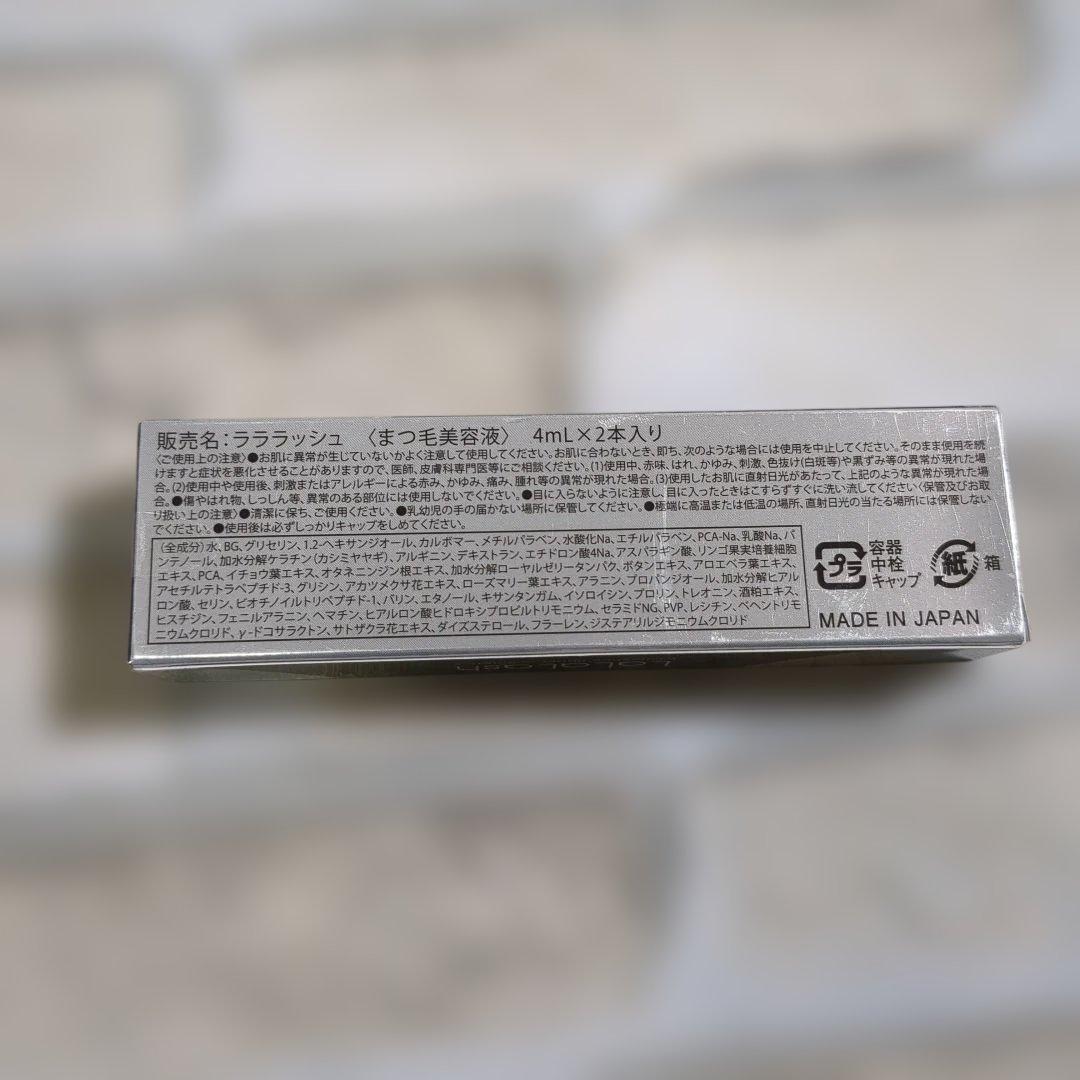 販売名：ラララッシュ 〈まつ毛美容液〉 4mL×2本入り
〈ご使用上の注意〉●お肌に異常が生じていないかよく注意して使用してください。お肌に合わないとき、即ち、次のような場合には使用を中止してください。そのまま使用を続
けますと症状を悪化させることがありますので、医師、皮膚科専門医等にご相談ください。(1)使用中、赤味、はれ、かゆみ、刺激、色抜け(白斑等)や黒ずみ等の異常が現れた場
合。(2)使用中や使用後、刺激またはアレルギーによる赤み、かゆみ、痛み、腫れ等の異常が現れた場合。(3)使用したお肌に直射日光があたって、上記のような異常が現れた場
合。●傷やはれ物、しっしん等、異常のある部位には使用しないでください。●目に入らないように注意し、目に入ったときはこすらずすぐに洗い流してください〈保管及びお取
り扱い上の注意〉●清潔に保ち、ご使用ください。●乳幼児の手の届かない場所に保管してください。●極端に高温または低温の場所、直射日光の当たる場所には保管しない
でください。●使用後は必ずしっかりキャップをしめてください。
(全成分)水、BG、グリセリン、1.2-ヘキサンジオール、カルボマー、メチルパラベン、水酸化Na、エチルパラベン、PCA-Na、乳酸Na、パ
ンテノール、加水分解ケラチン(カシミヤヤギ)、アルギニン、デキストラン、エチドロン酸4Na、アスパラギン酸、リンゴ果実培養細胞
エキス、PCA、イチョウ葉エキス、オタネニンジン根エキス、加水分解ローヤルゼリータンパク、ボタンエキス、アロエベラ葉エキス、
アセチルテトラペプチド-3、グリシン、アカツメクサ花エキス、ローズマリー葉エキス、アラニン、プロパンジオール、加水分解ヒアル
ロン酸、セリン、ビオチノイルトリペプチド-1、バリン、エタノール、キサンタンガム、イソロイシン、プロリン、トレオニン、酒粕エキス、
ヒスチジン、フェニルアラニン、ヘマチン、ヒアルロン酸ヒドロキシプロピルトリモニウム、セラミドNG、PVP、レシチン、ベヘントリモ
ニウムクロリド、γ-ドコサラクトン、サトザクラ花エキス、ダイズステロール、フラーレン、ジステアリルジモニウムクロリド
プラ
容器
中栓
キャップ
紙
箱
MADE IN JAPAN